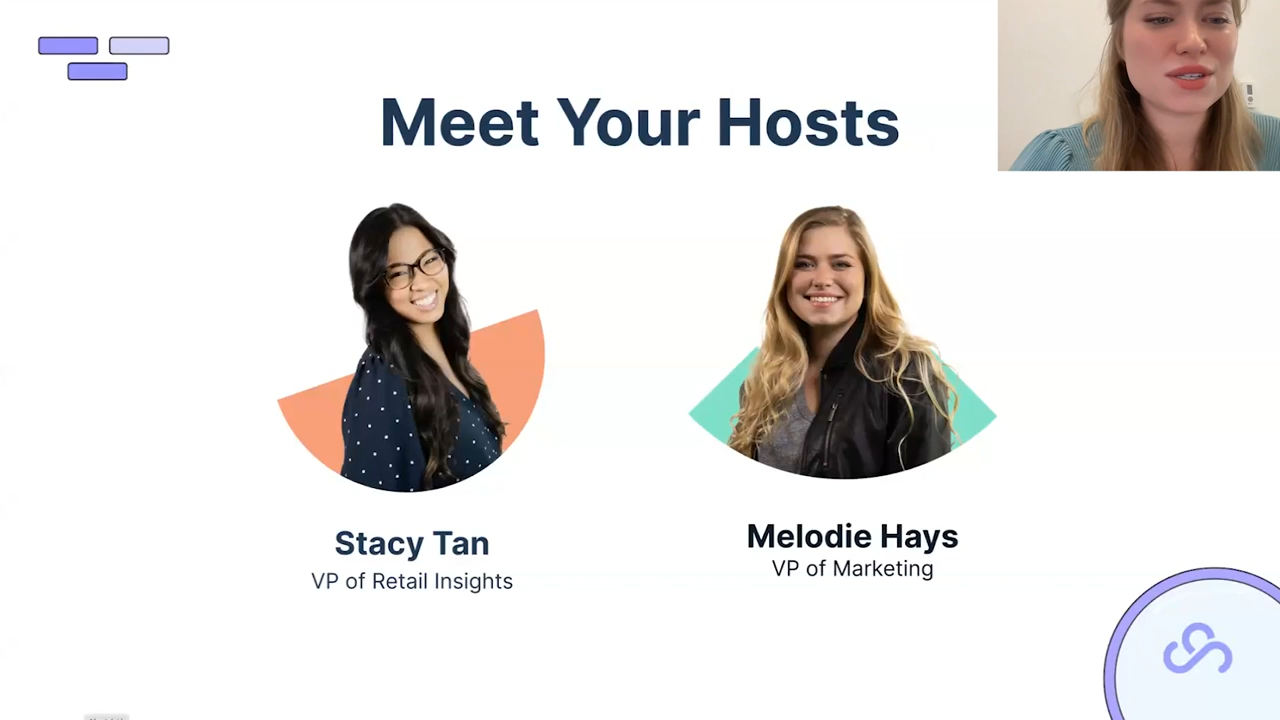 Meet Your Hosts
Stacy Tan
VP of Retail Insights
Melodie Hays
VP of Marketing